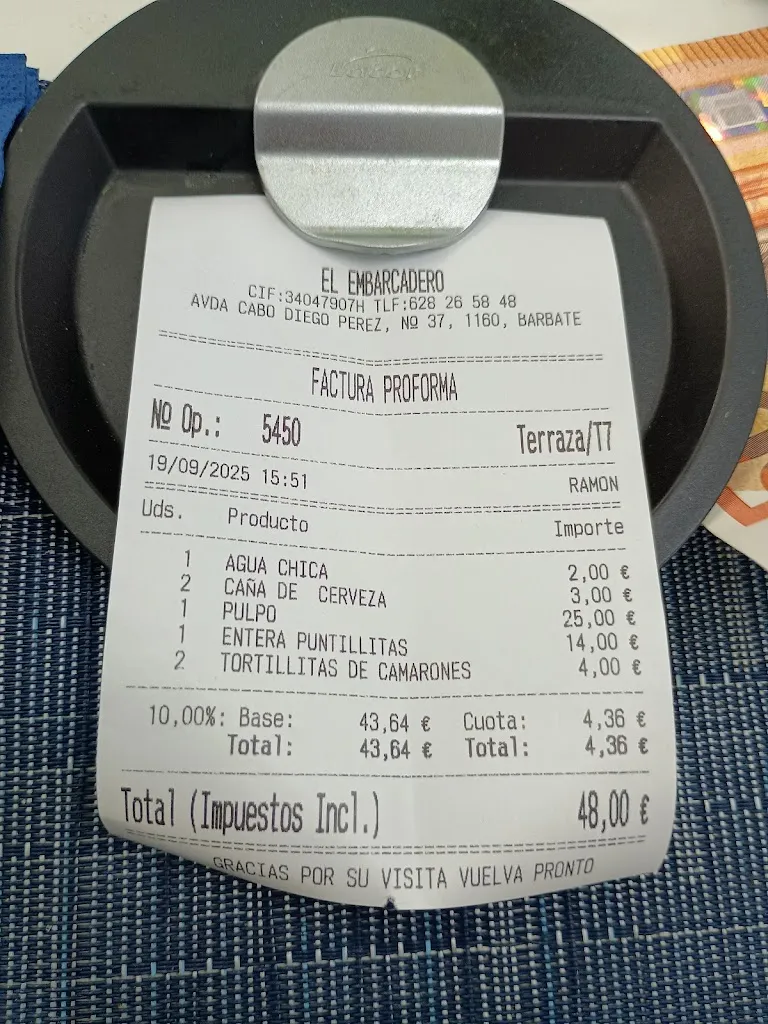 EL EMBARCADERO
CIF:34047907H TLF:628 26 58 48
AVDA CABO DIEGO PEREZ, Nº 37, 1160, BARBATE
FACTURA PROFORMA
Nº Op.: 5450 Terraza/T7
19/09/2025 15:51 RAMON
Uds. Producto Importe
1 AGUA CHICA 2,00 €
2 CAÑA DE CERVEZA 3,00 €
1 PULPO 25,00 €
1 ENTERA PUNTILLITAS 14,00 €
2 TORTILLITAS DE CAMARONES 4,00 €
10,00%: Base: 43,64 € Cuota: 4,36 €
Total: 43,64 € Total: 4,36 €
Total (Impuestos Incl.) 48,00 €
GRACIAS POR SU VISITA VUELVA PRONTO